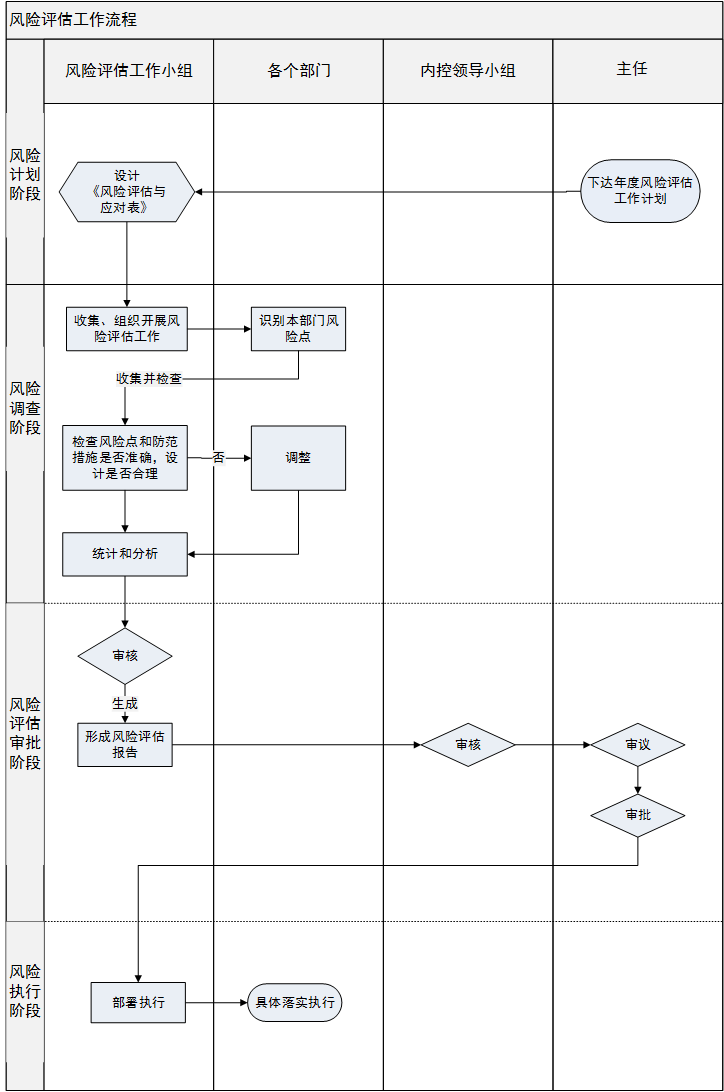 风险评估工作流程
风险评估工作小组
各个部门
内控领导小组
主任
风险
计划
阶段
设计
《风险评估与
应对表》
下达年度风险评估
工作计划
风险
调查
阶段
收集、组织开展风
险评估工作
识别本部门风
险点
收集并检查
检查风险点和防范
措施是否准确，设
计是否合理
否
调整
统计和分析
风险
评估
审批
阶段
审核
生成
形成风险评估
报告
审核
审议
审批
风险
执行
阶段
部署执行
具体落实执行